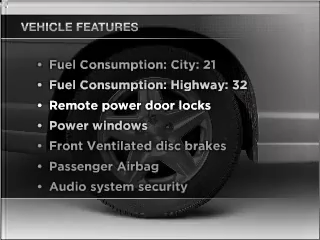 VEHICLE FEATURES
• Fuel Consumption: City: 21
• Fuel Consumption: Highway: 32
• Remote power door locks
• Power windows
• Front Ventilated disc brakes
• Passenger Airbag
• Audio system security